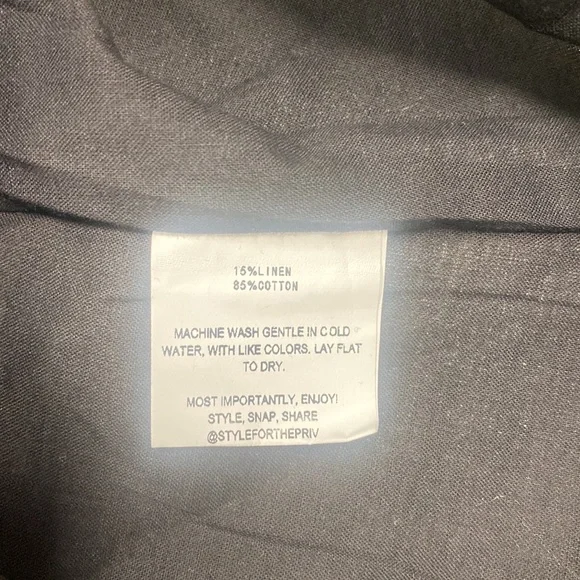 15%LINEN
85%COTTON
MACHINE WASH GENTLE IN COLD
WATER, WITH LIKE COLORS. LAY FLAT
TO DRY.
MOST IMPORTANTLY, ENJOY!
STYLE, SNAP, SHARE
@STYLEFORTHEPRIV